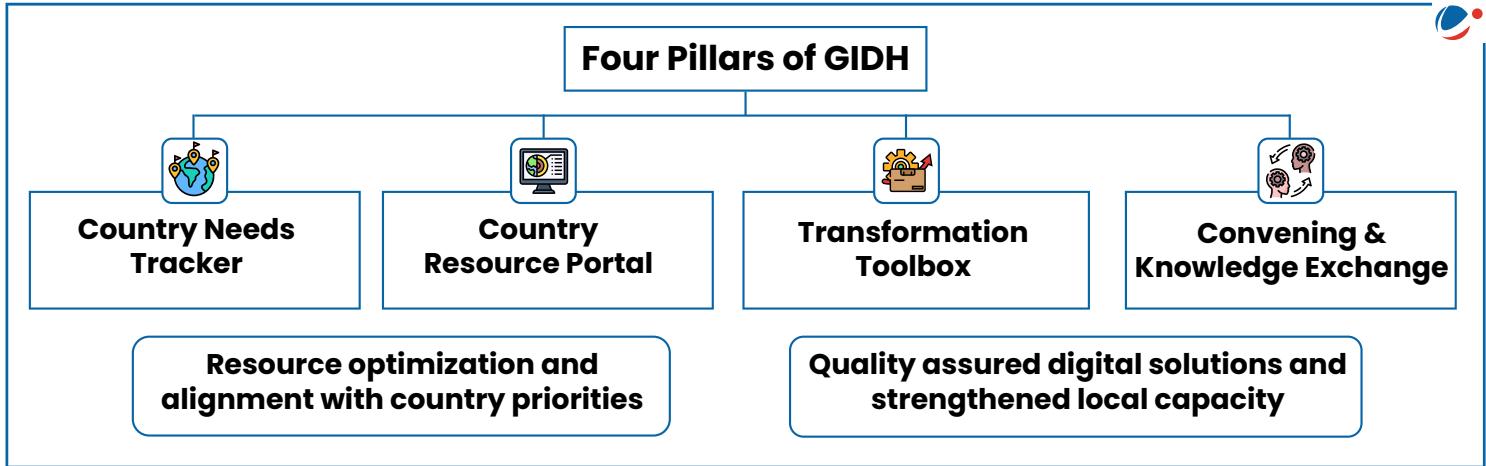 Four Pillars of GIDH
Country Needs
Tracker
Country
Resource Portal
Transformation
Toolbox
Convening &
Knowledge Exchange
Resource optimization and
alignment with country priorities
Quality assured digital solutions and
strengthened local capacity